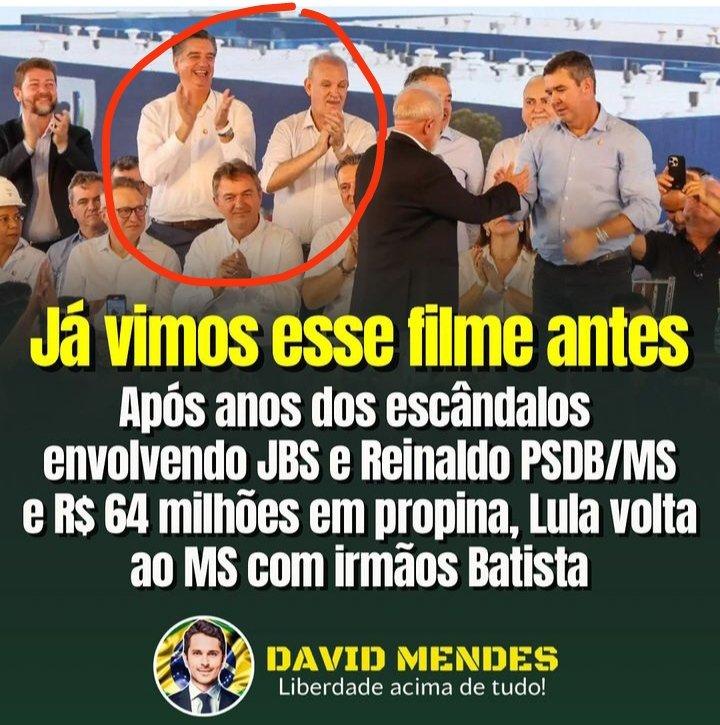 Já vimos esse filme antes
Após anos dos escândalos
envolvendo JBS e Reinaldo PSDB/MS
e R$ 64 milhões em propina, Lula volta
ao MS com irmãos Batista
DAVID MENDES
Liberdade acima de tudo!